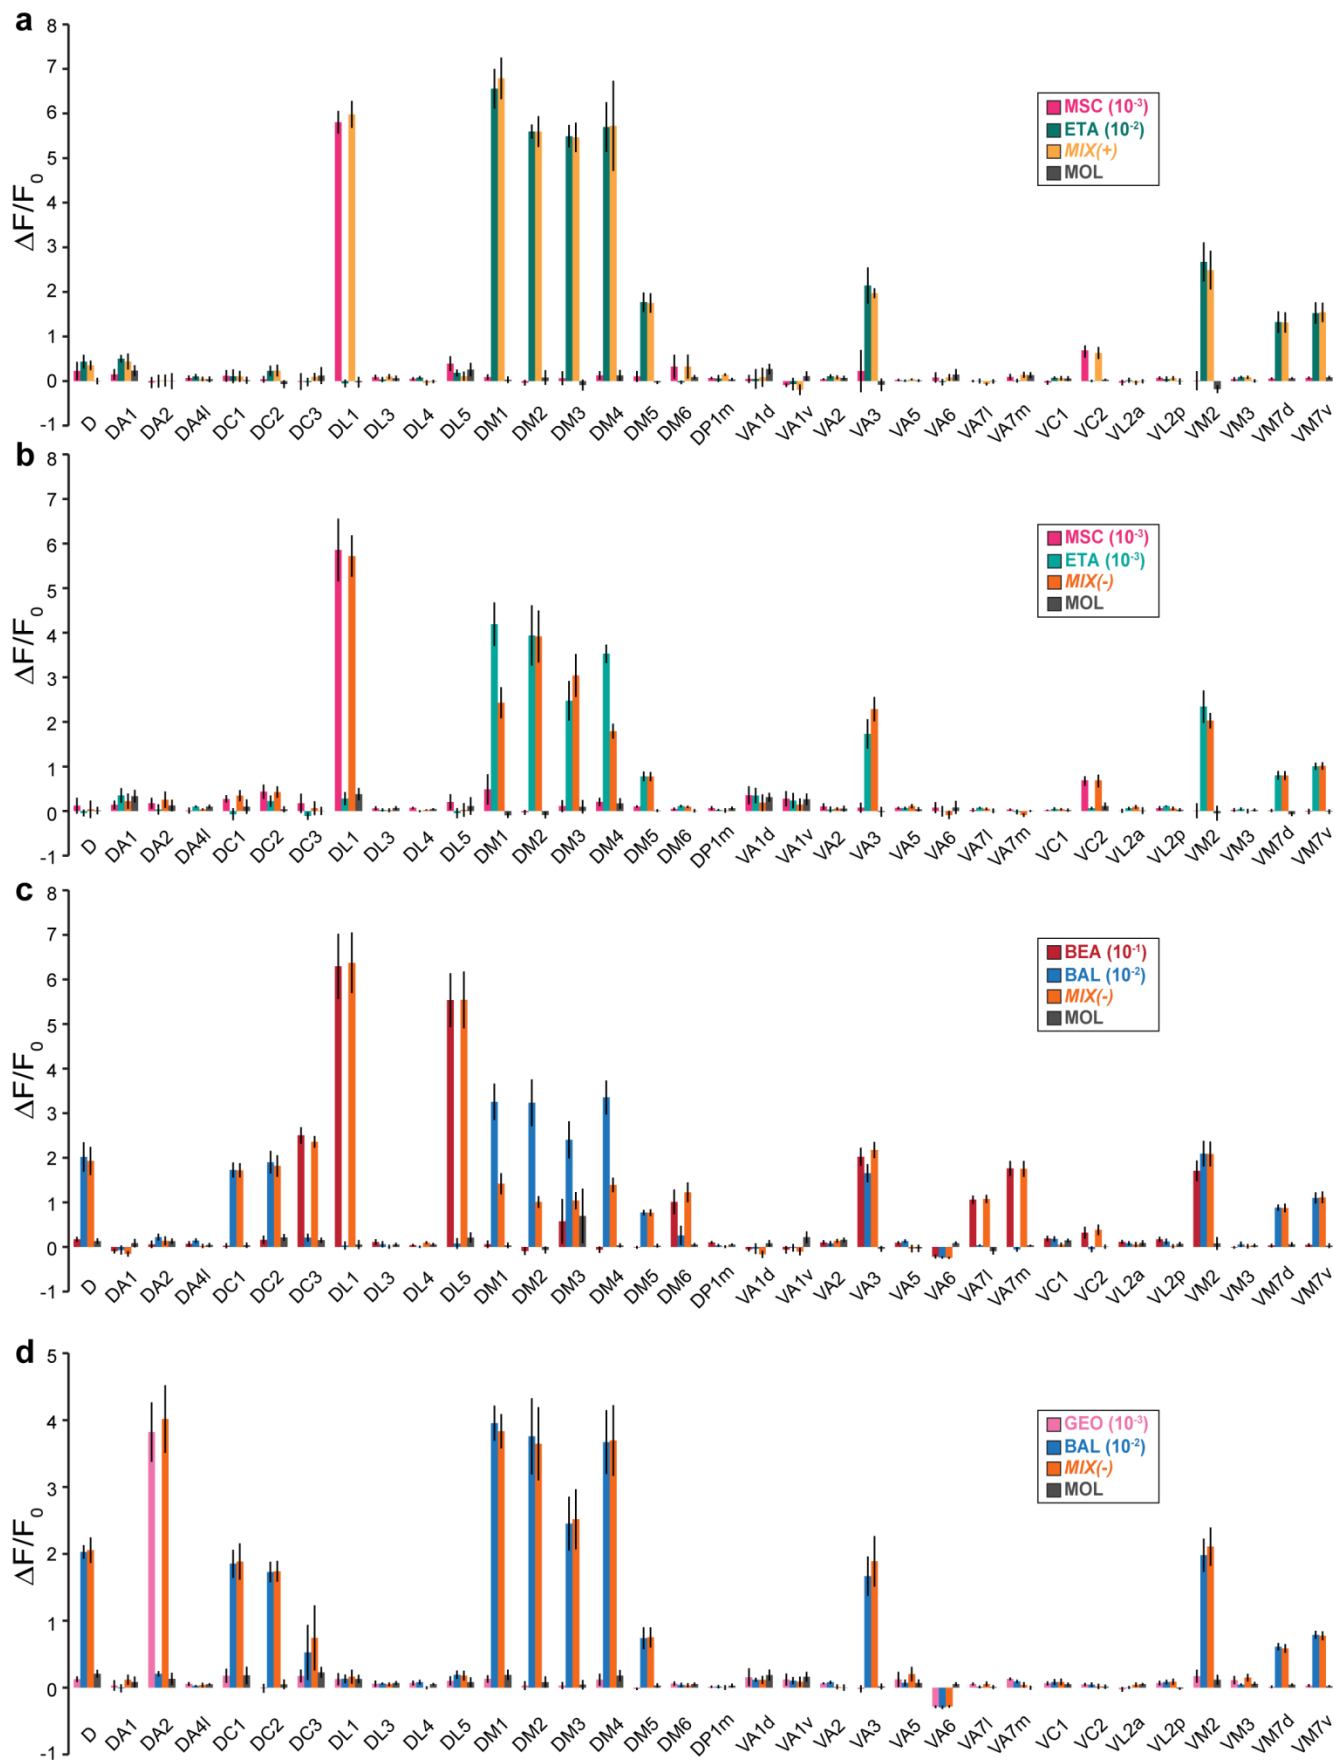 a
8
7
6
5
4
3
2
1
0
-1
ΔF/F₀
MSC (10⁻³)
ETA (10⁻²)
MIX(+)
MOL
D DA1 DA2 DA4l DC1 DC2 DC3 DL1 DL3 DL4 DL5 DM1 DM2 DM3 DM4 DM5 DM6 DP1m VA1d VA1v VA2 VA3 VA5 VA6 VA7l VA7m VC1 VC2 VL2a VL2p VM2 VM3 VM7d VM7v
b
8
7
6
5
4
3
2
1
0
-1
ΔF/F₀
MSC (10⁻³)
ETA (10⁻³)
MIX(-)
MOL
D DA1 DA2 DA4l DC1 DC2 DC3 DL1 DL3 DL4 DL5 DM1 DM2 DM3 DM4 DM5 DM6 DP1m VA1d VA1v VA2 VA3 VA5 VA6 VA7l VA7m VC1 VC2 VL2a VL2p VM2 VM3 VM7d VM7v
c
8
7
6
5
4
3
2
1
0
-1
ΔF/F₀
BEA (10⁻¹)
BAL (10⁻²)
MIX(-)
MOL
D DA1 DA2 DA4l DC1 DC2 DC3 DL1 DL3 DL4 DL5 DM1 DM2 DM3 DM4 DM5 DM6 DP1m VA1d VA1v VA2 VA3 VA5 VA6 VA7l VA7m VC1 VC2 VL2a VL2p VM2 VM3 VM7d VM7v
d
5
4
3
2
1
0
-1
ΔF/F₀
GEO (10⁻³)
BAL (10⁻²)
MIX(-)
MOL
D DA1 DA2 DA4l DC1 DC2 DC3 DL1 DL3 DL4 DL5 DM1 DM2 DM3 DM4 DM5 DM6 DP1m VA1d VA1v VA2 VA3 VA5 VA6 VA7l VA7m VC1 VC2 VL2a VL2p VM2 VM3 VM7d VM7v